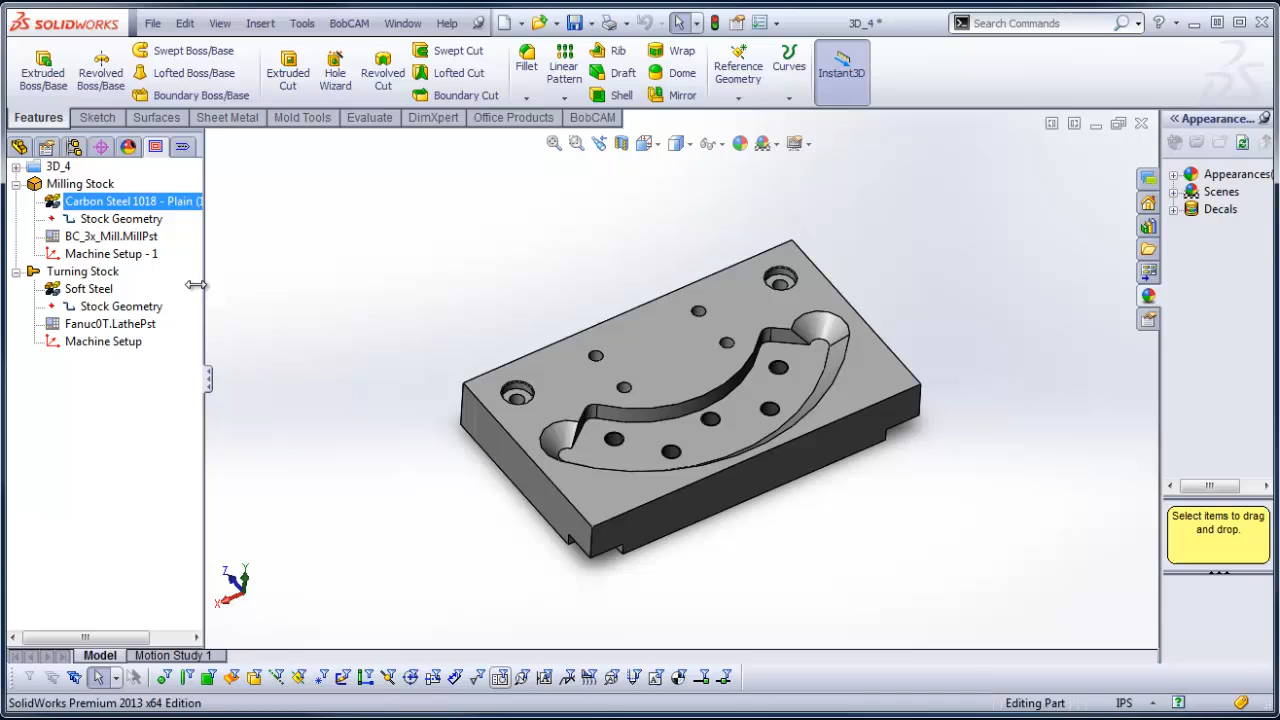 SOLIDWORKS File Edit View Insert Tools BobCAM Window Help 3D_4 * Search Commands
Extruded Boss/Base
Revolved Boss/Base
Swept Boss/Base
Lofted Boss/Base
Boundary Boss/Base
Extruded Cut
Hole Wizard
Revolved Cut
Swept Cut
Lofted Cut
Boundary Cut
Fillet
Linear Pattern
Rib
Draft
Shell
Wrap
Dome
Mirror
Reference Geometry
Curves
Instant3D
Features Sketch Surfaces Sheet Metal Mold Tools Evaluate DimXpert Office Products BobCAM
3D_4
Milling Stock
Carbon Steel 1018 - Plain (1
Stock Geometry
BC_3x_Mill.MillPst
Machine Setup - 1
Turning Stock
Soft Steel
Stock Geometry
Fanuc0T.LathePst
Machine Setup
Z Y
X
Appearance...
Appearances(
Scenes
Decals
Select items to drag
and drop.
Model Motion Study 1
SolidWorks Premium 2013 x64 Edition Editing Part IPS